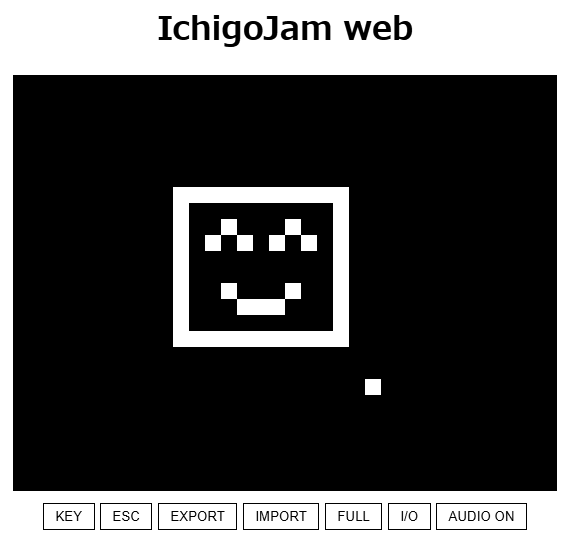 IchigoJam web
KEY ESC EXPORT IMPORT FULL I/O AUDIO ON